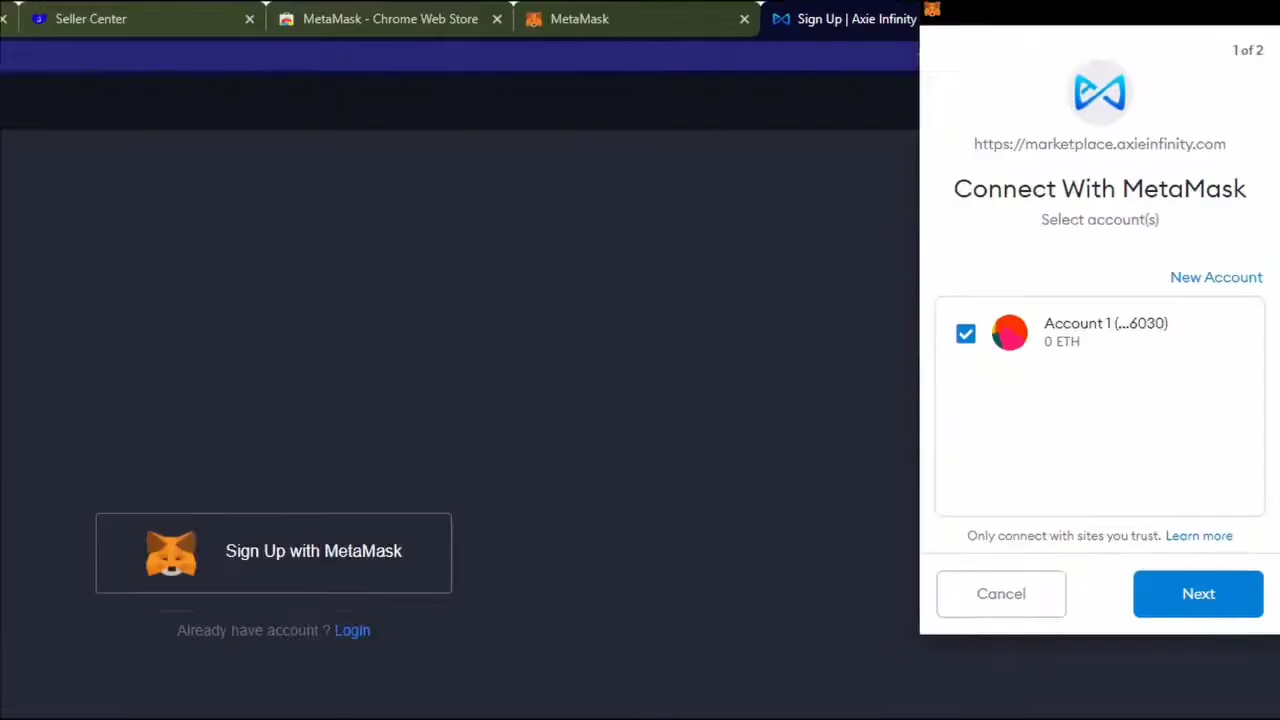 Seller Center
MetaMask - Chrome Web Store
MetaMask
Sign Up | Axie Infinity
1 of 2
https://marketplace.axieinfinity.com
Connect With MetaMask
Select account(s)
New Account
Account 1 (...6030)
0 ETH
Only connect with sites you trust. Learn more
Cancel
Next
Sign Up with MetaMask
Already have account ? Login